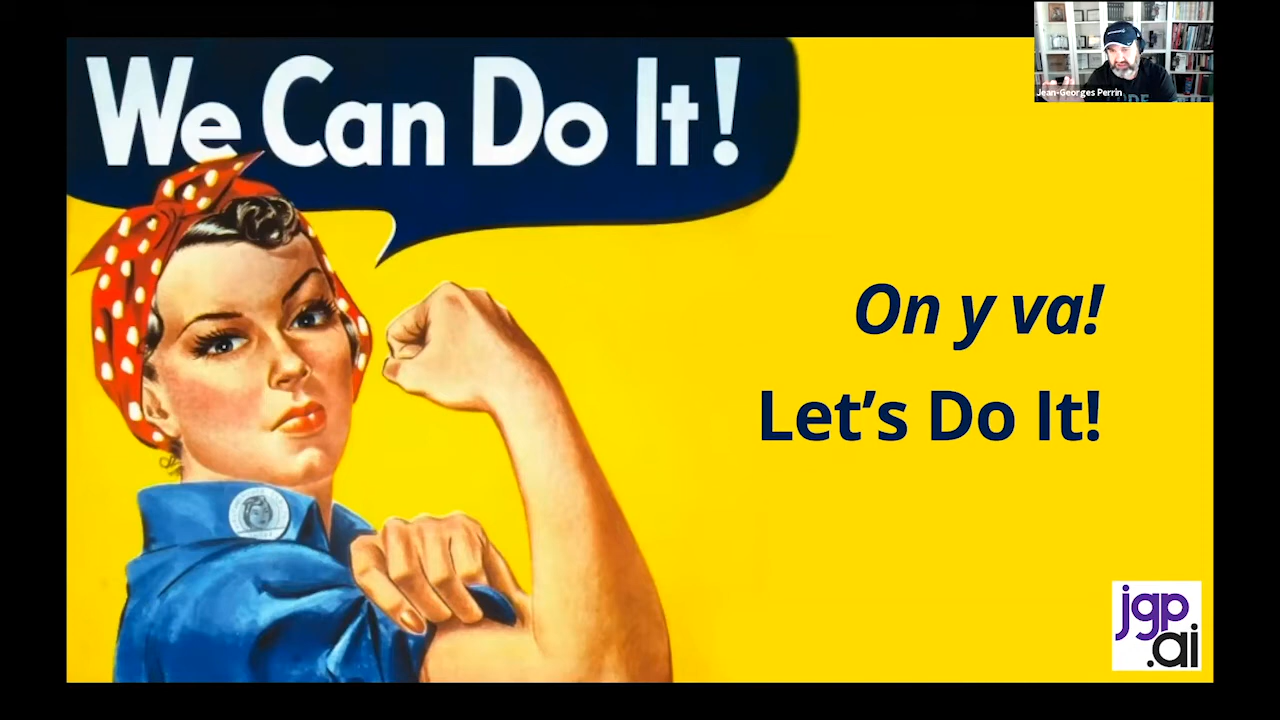 We Can Do It!
Jean-Georges Perrin
On y va!
Let's Do It!
jgp
.ai